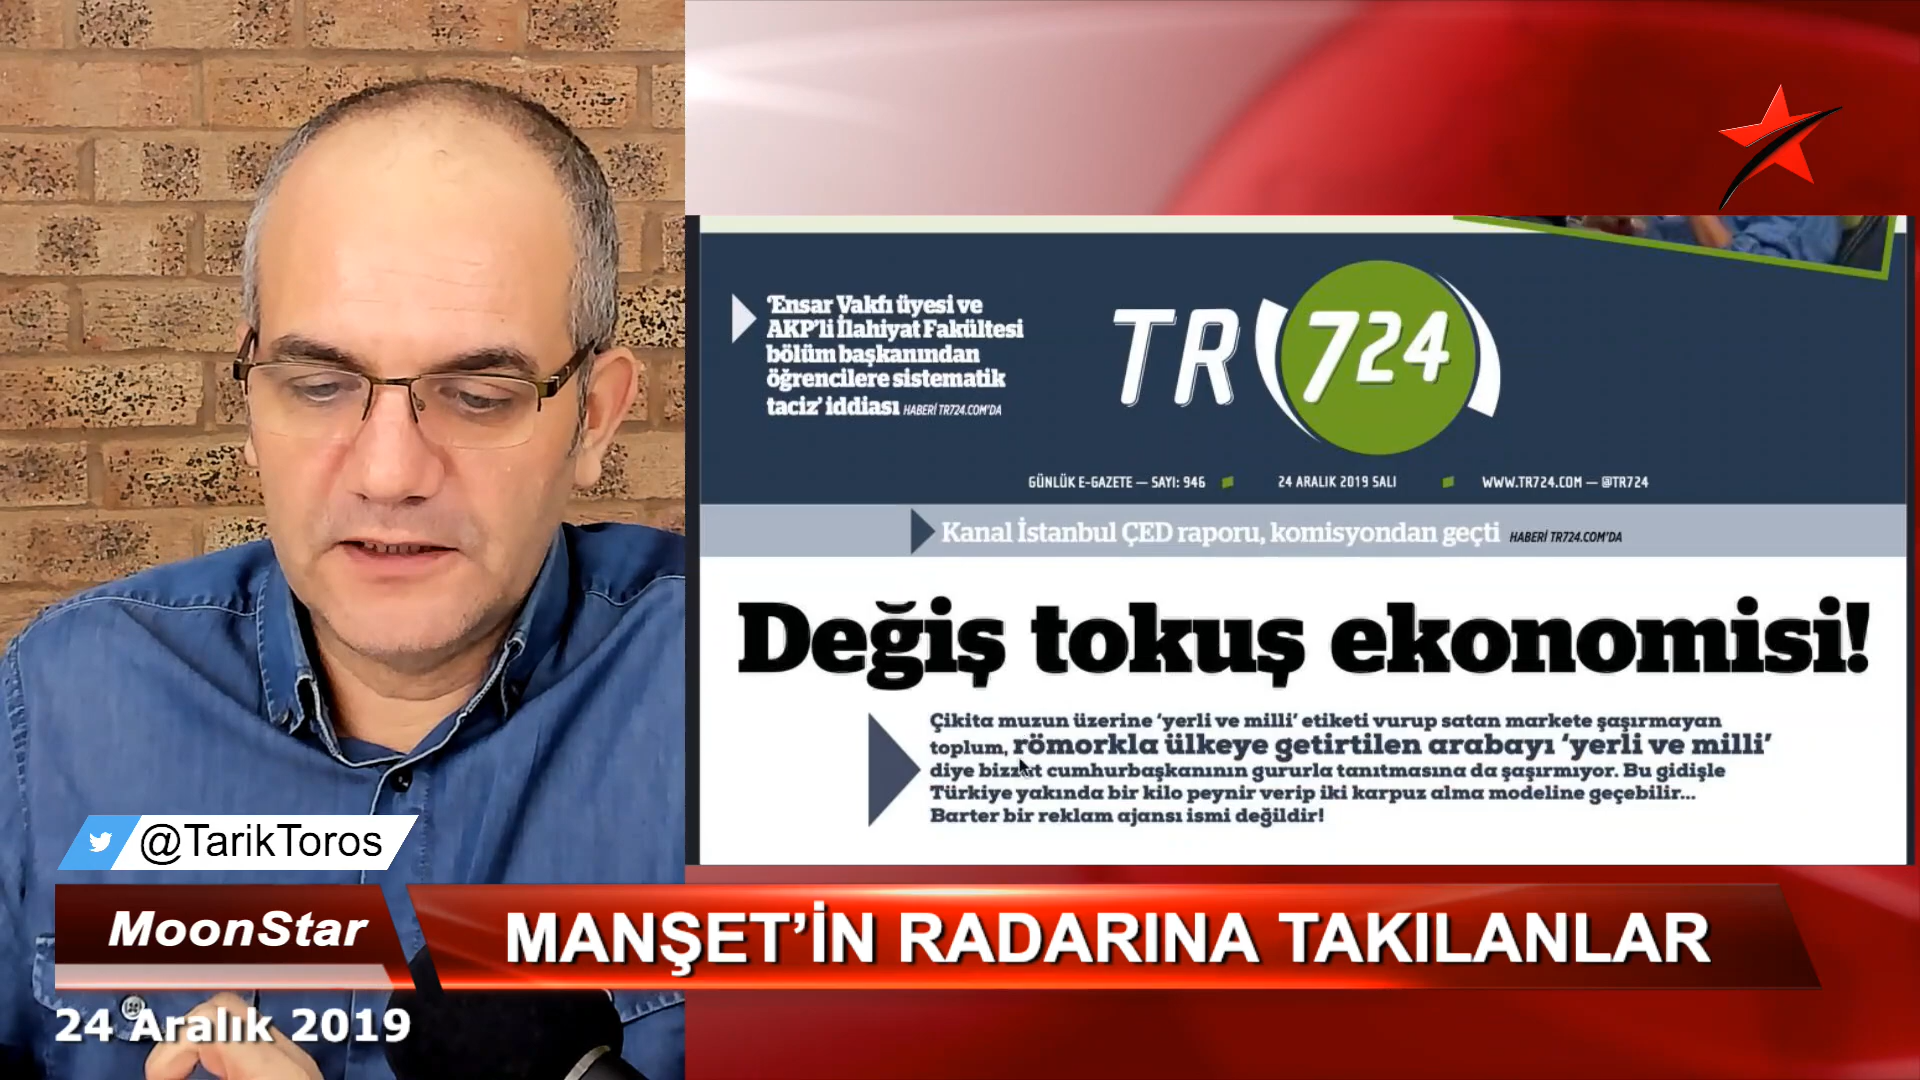 ‘Ensar Vakfı üyesi ve
AKP’li İlahiyat Fakültesi
bölüm başkanından
öğrencilere sistematik
taciz’ iddiası HABERİ TR724.COM’DA
TR724
GÜNLÜK E-GAZETE — SAYI: 946
24 ARALIK 2019 SALI
WWW.TR724.COM — @TR724
Kanal İstanbul ÇED raporu, komisyondan geçti HABERİ TR724.COM’DA
Değiş tokuş ekonomisi!
Çikita muzun üzerine ‘yerli ve milli’ etiketi vurup satan markete şaşırmayan
toplum, römorkla ülkeye getirtilen arabayı ‘yerli ve milli’
diye bizzat cumhurbaşkanının gururla tanıtmasına da şaşırmıyor. Bu gidişle
Türkiye yakında bir kilo peynir verip iki karpuz alma modeline geçebilir...
Barter bir reklam ajansı ismi değildir!
@TarikToros
MoonStar
MANŞET’İN RADARINA TAKILANLAR
24 Aralık 2019